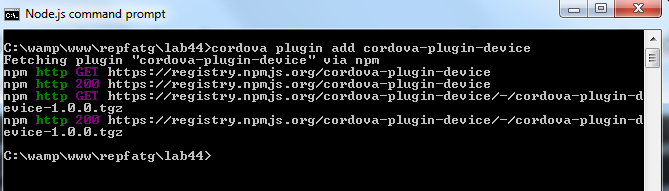 Node.js command prompt
C:\wamp\www\repfatg\lab44>cordova plugin add cordova-plugin-device
Fetching plugin "cordova-plugin-device" via npm
npm http GET https://registry.npmjs.org/cordova-plugin-device
npm http 200 https://registry.npmjs.org/cordova-plugin-device
npm http GET https://registry.npmjs.org/cordova-plugin-device/-/cordova-plugin-d
evice-1.0.0.tgz
npm http 200 https://registry.npmjs.org/cordova-plugin-device/-/cordova-plugin-d
evice-1.0.0.tgz
C:\wamp\www\repfatg\lab44>